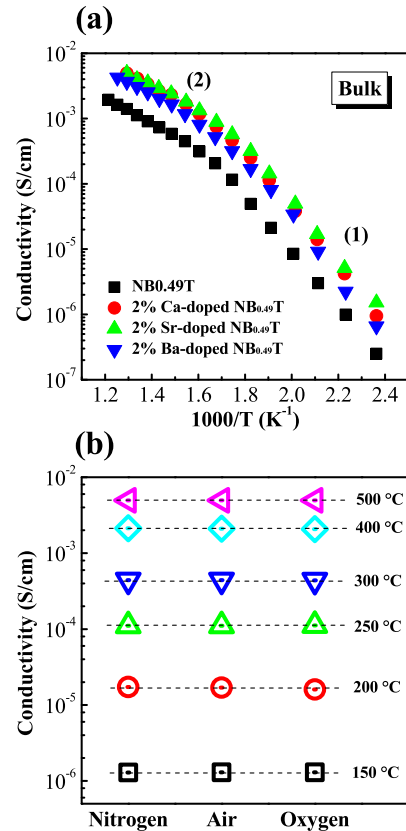 (a)
10⁻²
10⁻³
10⁻⁴
10⁻⁵
10⁻⁶
10⁻⁷
Conductivity (S/cm)
(2)
Bulk
(1)
NB0.49T
2% Ca-doped NB₀.₄₉T
2% Sr-doped NB₀.₄₉T
2% Ba-doped NB₀.₄₉T
1.2 1.4 1.6 1.8 2.0 2.2 2.4
1000/T (K⁻¹)
(b)
10⁻²
10⁻³
10⁻⁴
10⁻⁵
10⁻⁶
Conductivity (S/cm)
500 °C
400 °C
300 °C
250 °C
200 °C
150 °C
Nitrogen Air Oxygen